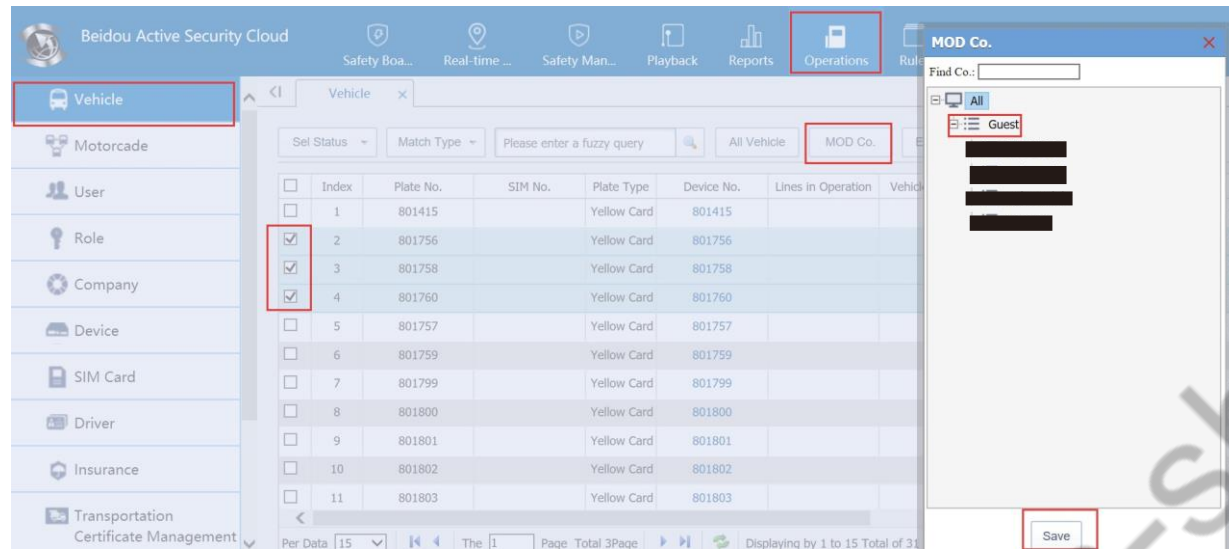 Beidou Active Security Cloud
Safety Boa... Real-time ... Safety Man... Playback Reports Operations Rule
MOD Co.
Find Co.:
All
Guest
Save
Vehicle
Motorcade
User
Role
Company
Device
SIM Card
Driver
Insurance
Transportation
Certificate Management
Vehicle
Sel Status Match Type Please enter a fuzzy query All Vehicle MOD Co. E
Index Plate No. SIM No. Plate Type Device No. Lines in Operation Vehicl
1 801415 Yellow Card 801415
2 801756 Yellow Card 801756
3 801758 Yellow Card 801758
4 801760 Yellow Card 801760
5 801757 Yellow Card 801757
6 801759 Yellow Card 801759
7 801799 Yellow Card 801799
8 801800 Yellow Card 801800
9 801801 Yellow Card 801801
10 801802 Yellow Card 801802
11 801803 Yellow Card 801803
Per Data 15 The 1 Page Total 3Page Displaying by 1 to 15 Total of 31